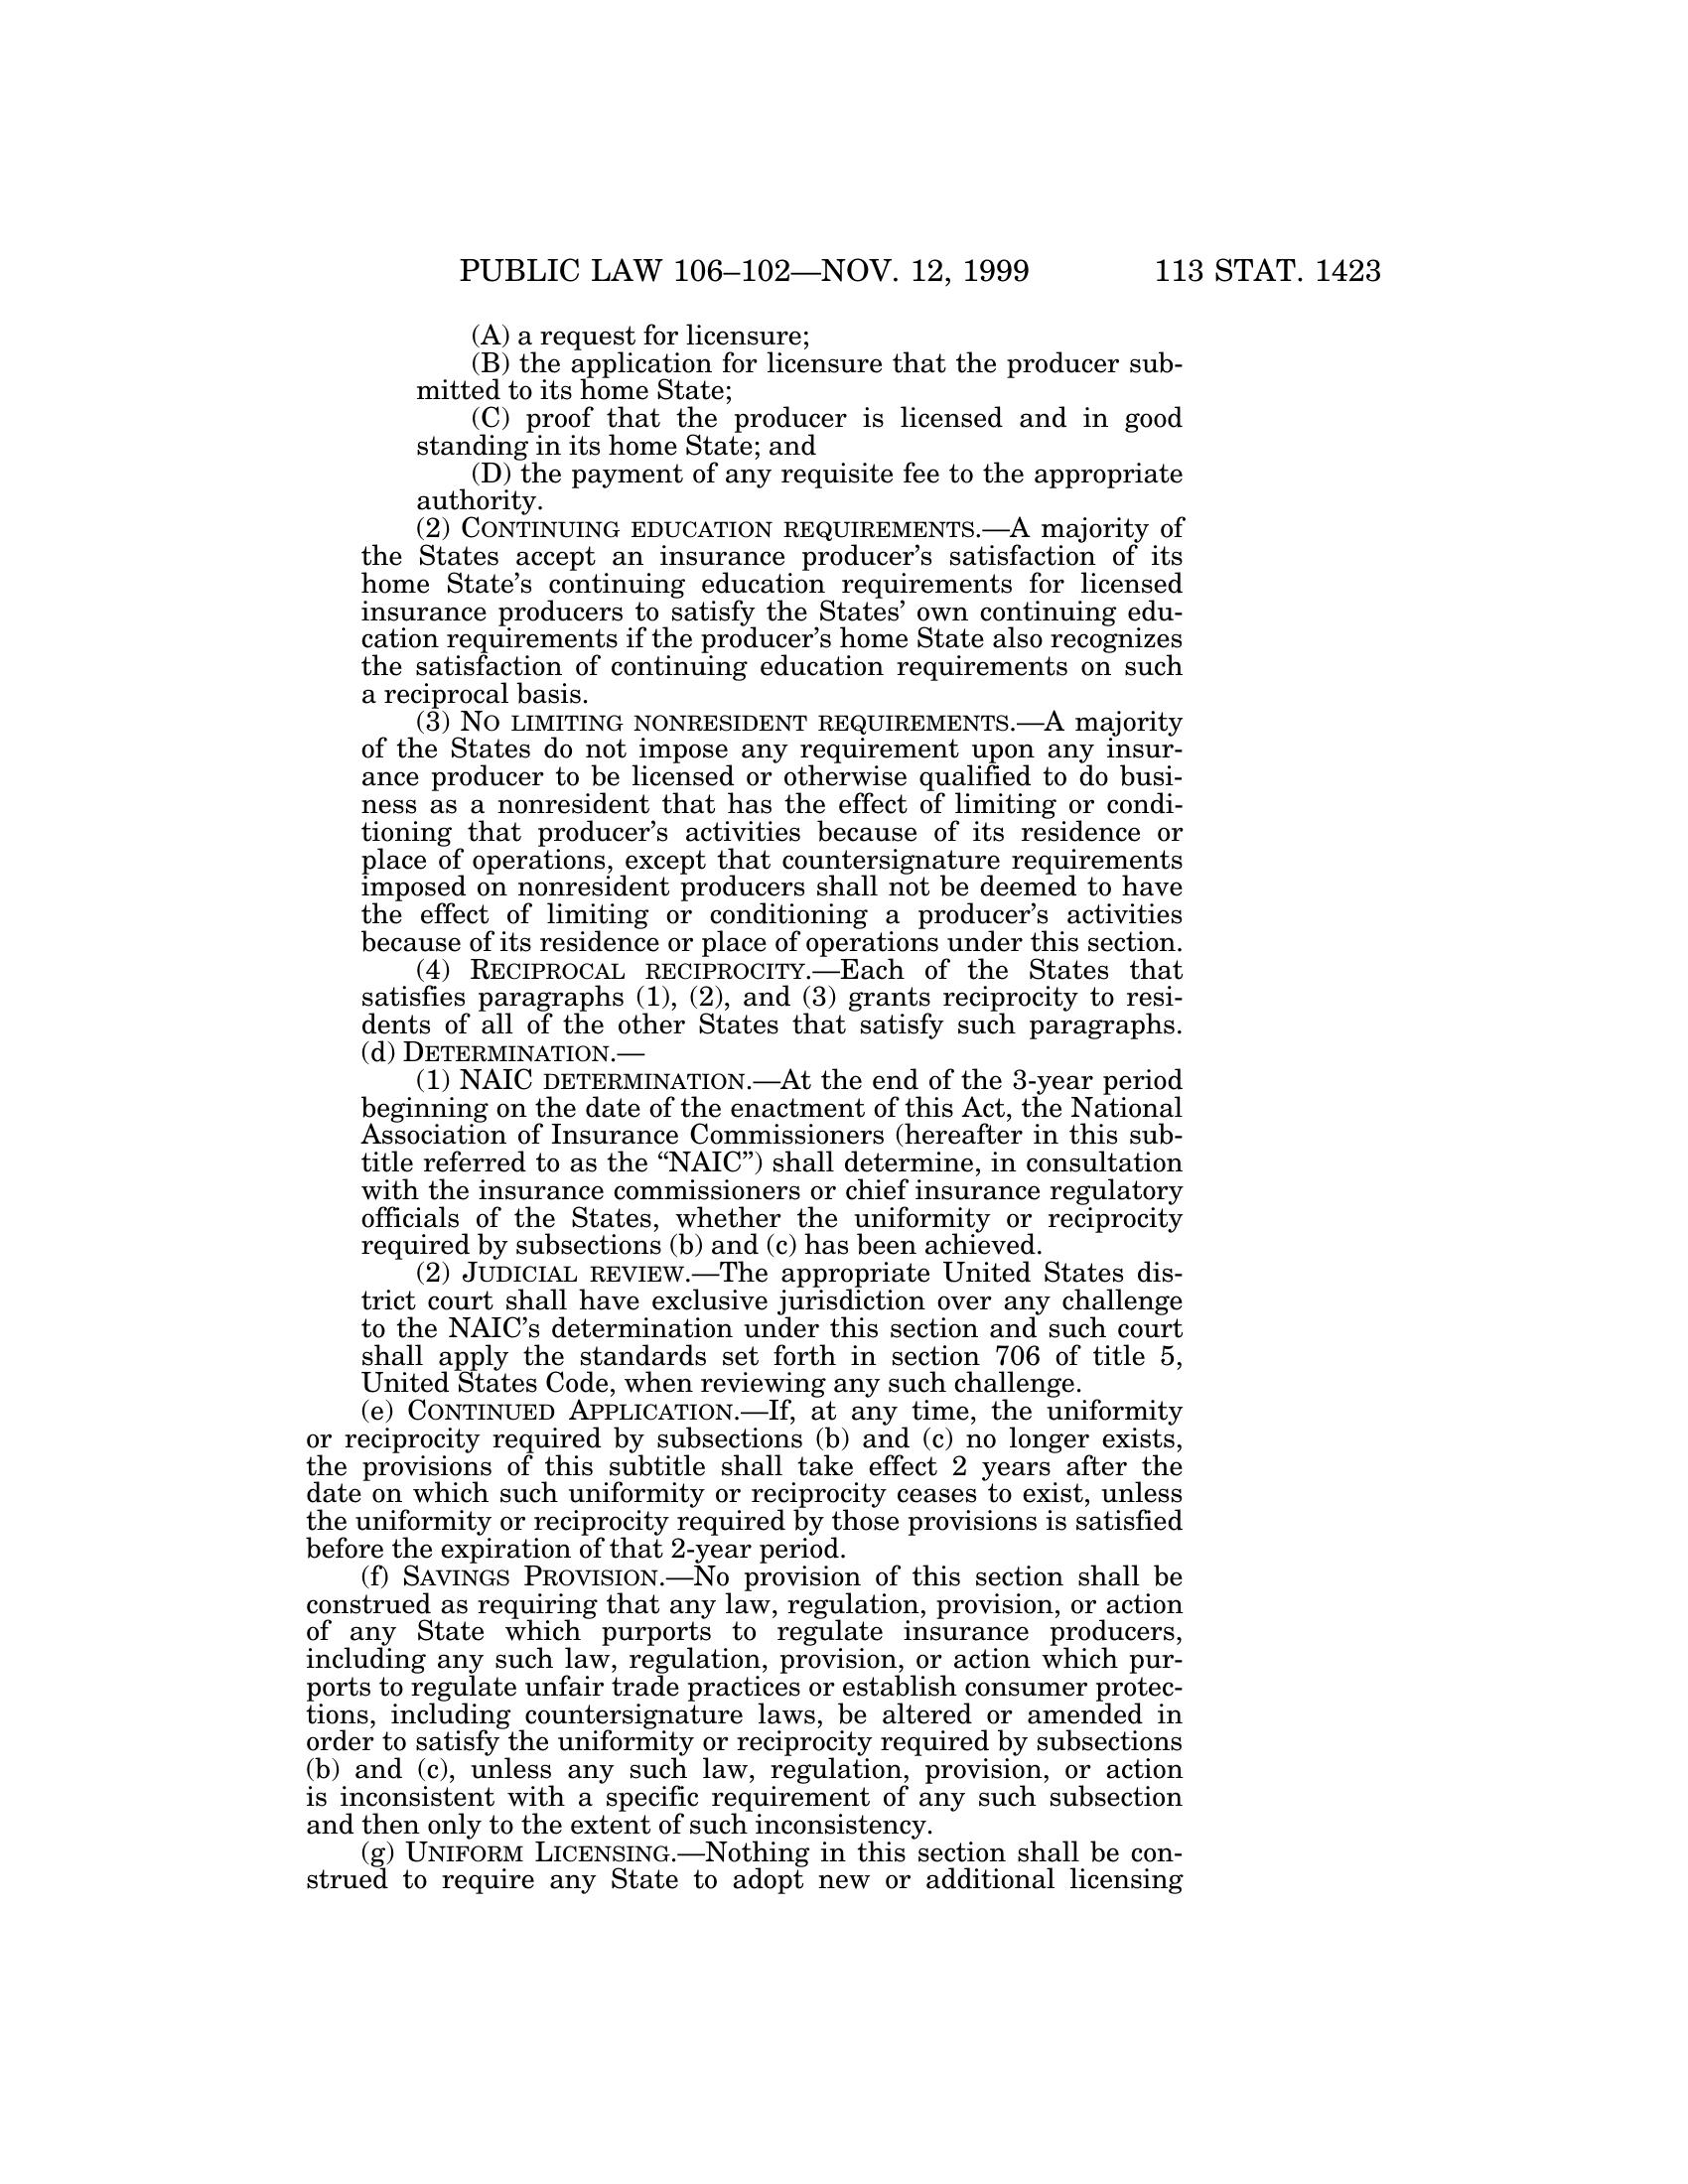 PUBLIC LAW 106–102—NOV. 12, 1999 113 STAT. 1423
(A) a request for licensure;
(B) the application for licensure that the producer sub-
mitted to its home State;
(C) proof that the producer is licensed and in good
standing in its home State; and
(D) the payment of any requisite fee to the appropriate
authority.
(2) CONTINUING EDUCATION REQUIREMENTS.—A majority of
the States accept an insurance producer’s satisfaction of its
home State’s continuing education requirements for licensed
insurance producers to satisfy the States’ own continuing edu-
cation requirements if the producer’s home State also recognizes
the satisfaction of continuing education requirements on such
a reciprocal basis.
(3) NO LIMITING NONRESIDENT REQUIREMENTS.—A majority
of the States do not impose any requirement upon any insur-
ance producer to be licensed or otherwise qualified to do busi-
ness as a nonresident that has the effect of limiting or condi-
tioning that producer’s activities because of its residence or
place of operations, except that countersignature requirements
imposed on nonresident producers shall not be deemed to have
the effect of limiting or conditioning a producer’s activities
because of its residence or place of operations under this section.
(4) RECIPROCAL RECIPROCITY.—Each of the States that
satisfies paragraphs (1), (2), and (3) grants reciprocity to resi-
dents of all of the other States that satisfy such paragraphs.
(d) DETERMINATION.—
(1) NAIC DETERMINATION.—At the end of the 3-year period
beginning on the date of the enactment of this Act, the National
Association of Insurance Commissioners (hereafter in this sub-
title referred to as the “NAIC”) shall determine, in consultation
with the insurance commissioners or chief insurance regulatory
officials of the States, whether the uniformity or reciprocity
required by subsections (b) and (c) has been achieved.
(2) JUDICIAL REVIEW.—The appropriate United States dis-
trict court shall have exclusive jurisdiction over any challenge
to the NAIC’s determination under this section and such court
shall apply the standards set forth in section 706 of title 5,
United States Code, when reviewing any such challenge.
(e) CONTINUED APPLICATION.—If, at any time, the uniformity
or reciprocity required by subsections (b) and (c) no longer exists,
the provisions of this subtitle shall take effect 2 years after the
date on which such uniformity or reciprocity ceases to exist, unless
the uniformity or reciprocity required by those provisions is satisfied
before the expiration of that 2-year period.
(f) SAVINGS PROVISION.—No provision of this section shall be
construed as requiring that any law, regulation, provision, or action
of any State which purports to regulate insurance producers,
including any such law, regulation, provision, or action which pur-
ports to regulate unfair trade practices or establish consumer protec-
tions, including countersignature laws, be altered or amended in
order to satisfy the uniformity or reciprocity required by subsections
(b) and (c), unless any such law, regulation, provision, or action
is inconsistent with a specific requirement of any such subsection
and then only to the extent of such inconsistency.
(g) UNIFORM LICENSING.—Nothing in this section shall be con-
strued to require any State to adopt new or additional licensing